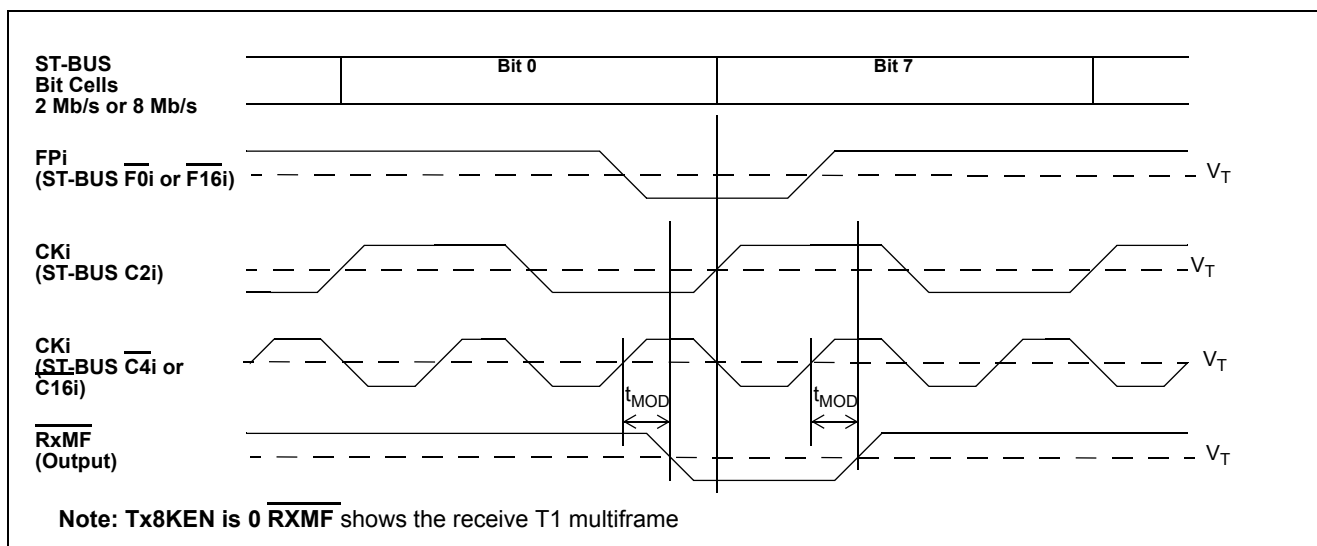 ST-BUS
Bit Cells
2 Mb/s or 8 Mb/s
Bit 0
Bit 7
FPi
(ST-BUS F0i or F16i)
VT
CKi
(ST-BUS C2i)
VT
CKi
(ST-BUS C4i or
C16i)
VT
tMOD
tMOD
RxMF
(Output)
VT
Note: Tx8KEN is 0 RXMF shows the receive T1 multiframe